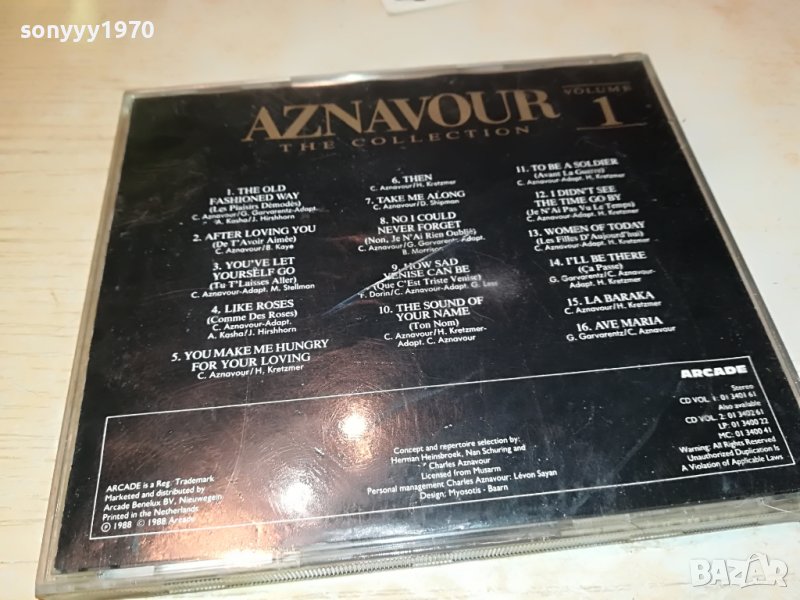 sonyyy1970
AZNAVOUR
THE COLLECTION
VOLUME
1
1. THE OLD
FASHIONED WAY
(Les Plaisirs Démodés)
C. Aznavour/G. Garvarentz-Adapt.
A. Kasha/J. Hirshhorn
2. AFTER LOVING YOU
(De T'Avoir Aimée)
C. Aznavour/B. Kaye
3. YOU'VE LET
YOURSELF GO
(Tu T'Laisses Aller)
C. Aznavour-Adapt. M. Stellman
4. LIKE ROSES
(Comme Des Roses)
C. Aznavour-Adapt.
A. Kasha/J. Hirshhorn
5. YOU MAKE ME HUNGRY
FOR YOUR LOVING
C. Aznavour/H. Kretzmer
6. THEN
C. Aznavour/H. Kretzmer
7. TAKE ME ALONG
C. Aznavour/D. Shipman
8. NO I COULD
NEVER FORGET
(Non, Je N'Ai Rien Oublié)
C. Aznavour/G. Garvarentz-Adapt.
B. Morrison
9. HOW SAD
VENISE CAN BE
(Que C'Est Triste Venise)
F. Dorin/C. Aznavour-Adapt. G. Lees
10. THE SOUND OF
YOUR NAME
(Ton Nom)
C. Aznavour/H. Kretzmer-
Adapt. C. Aznavour
11. TO BE A SOLDIER
(Avant La Guerre)
C. Aznavour-Adapt. H. Kretzmer
12. I DIDN'T SEE
THE TIME GO BY
(Je N'Ai Pas Vu Le Temps)
C. Aznavour-Adapt. H. Kretzmer
13. WOMEN OF TODAY
(Les Filles D'Aujourd'hui)
C. Aznavour-Adapt. H. Kretzmer
14. I'LL BE THERE
(Ça Passe)
G. Garvarentz/C. Aznavour-
Adapt. H. Kretzmer
15. LA BARAKA
C. Aznavour/H. Kretzmer
16. AVE MARIA
G. Garvarentz/C. Aznavour
ARCADE
Stereo
CD VOL. 1: 01 3401 61
Also available
CD VOL. 2: 01 3402 61
LP: 01 3400 22
MC: 01 3400 41
Warning: All Rights Reserved
Unauthorized Duplication Is
A Violation of Applicable Laws
Concept and repertoire selection by:
Herman Heinsbroek, Nan Schuring and
Charles Aznavour
Licensed from Musarm
Personal management Charles Aznavour: Lévon Sayan
Design: Myosotis - Baarn
ARCADE is a Reg. Trademark
Marketed and distributed by
Arcade Benelux BV, Nieuwegein
Printed in the Netherlands
℗ 1988 © 1988 Arcade
БАZАР